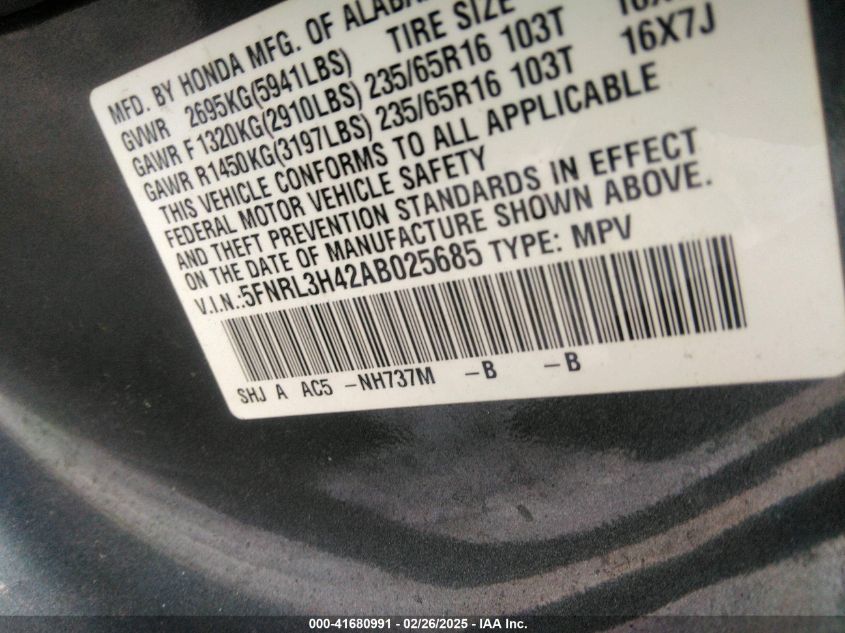 MFD. BY HONDA MFG. OF
GVWR 2695KG(5941LBS) TIRE SIZE
GAWR F1320KG(2910LBS) 235/65R16 103T
GAWR R1450KG(3197LBS) 235/65R16 103T 16X7J
THIS VEHICLE CONFORMS TO ALL APPLICABLE
FEDERAL MOTOR VEHICLE SAFETY
AND THEFT PREVENTION STANDARDS IN EFFECT
ON THE DATE OF MANUFACTURE SHOWN ABOVE.
V.I.N.:5FNRL3H42AB025685 TYPE: MPV
SHJ A AC5 -NH737M -B -B
000-41680991 - 02/26/2025 - IAA Inc.